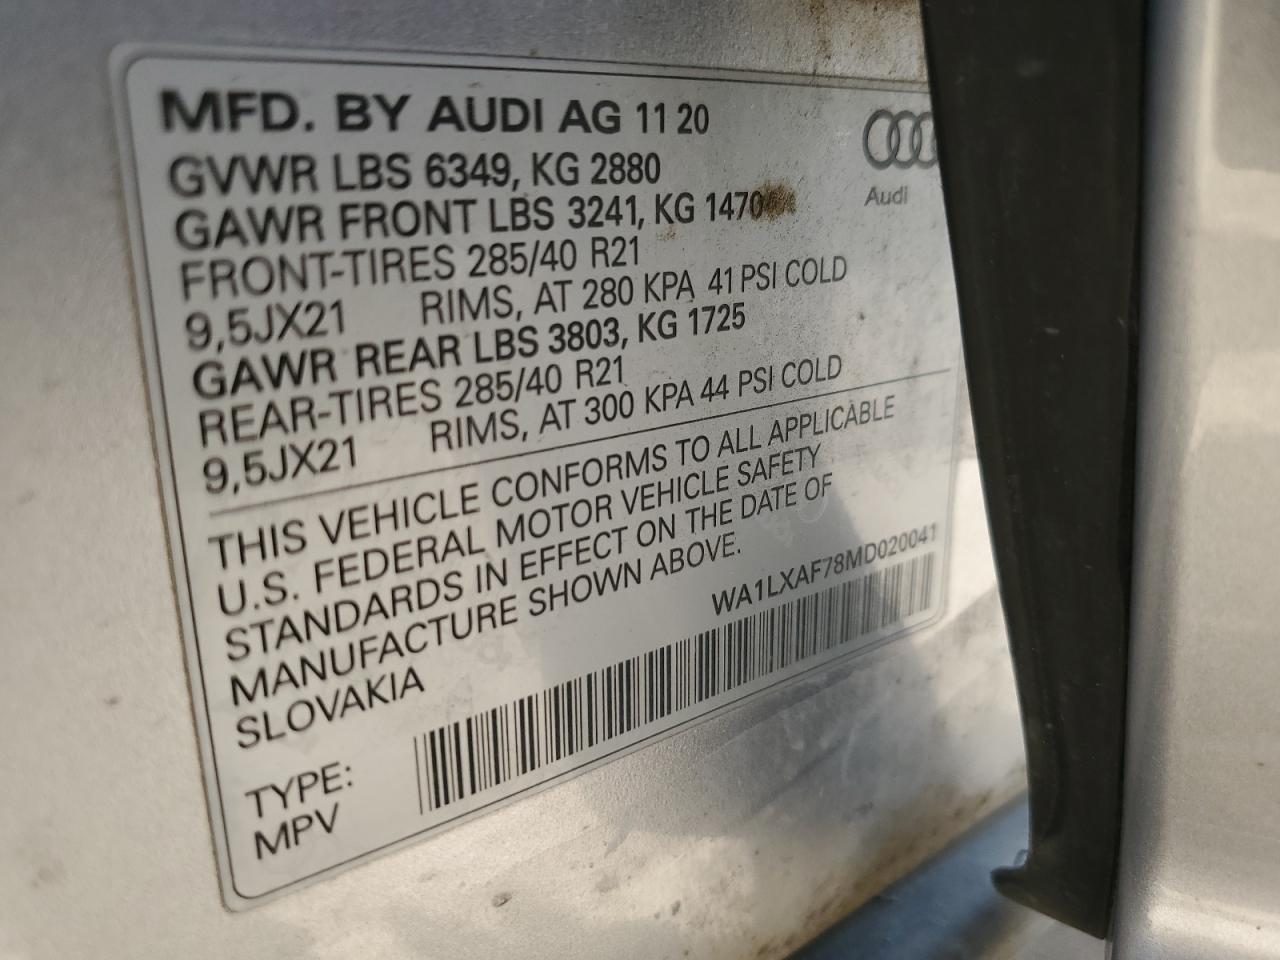 MFD. BY AUDI AG 11 20
GVWR LBS 6349, KG 2880
GAWR FRONT LBS 3241, KG 1470
FRONT-TIRES 285/40 R21
9,5JX21 RIMS, AT 280 KPA 41 PSI COLD
GAWR REAR LBS 3803, KG 1725
REAR-TIRES 285/40 R21
9,5JX21 RIMS, AT 300 KPA 44 PSI COLD
Audi
THIS VEHICLE CONFORMS TO ALL APPLICABLE
U.S. FEDERAL MOTOR VEHICLE SAFETY
STANDARDS IN EFFECT ON THE DATE OF
MANUFACTURE SHOWN ABOVE.
SLOVAKIA
WA1LXAF78MD020041
TYPE:
MPV